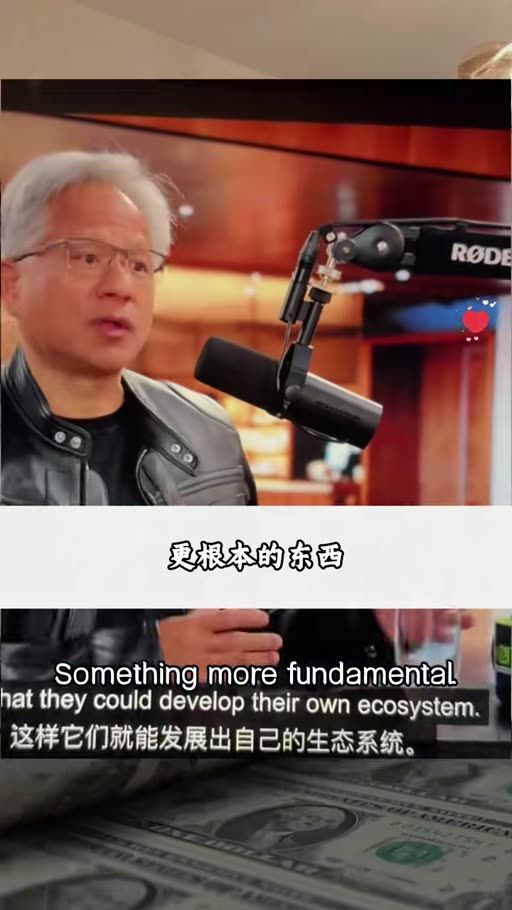 RØDE
更根本的东西
Something more fundamental
hat they could develop their own ecosystem.
这样它们就能发展出自己的生态系统。